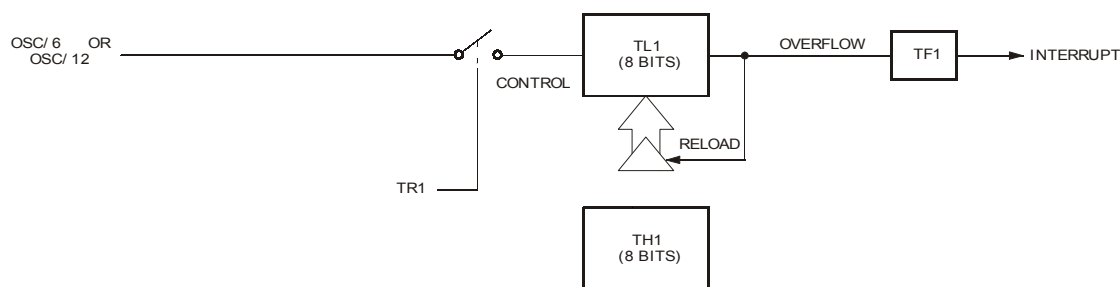 OSC/ 6 OR
OSC/ 12
TL1
(8 BITS)
OVERFLOW
TF1
INTERRUPT
CONTROL
RELOAD
TR1
TH1
(8 BITS)